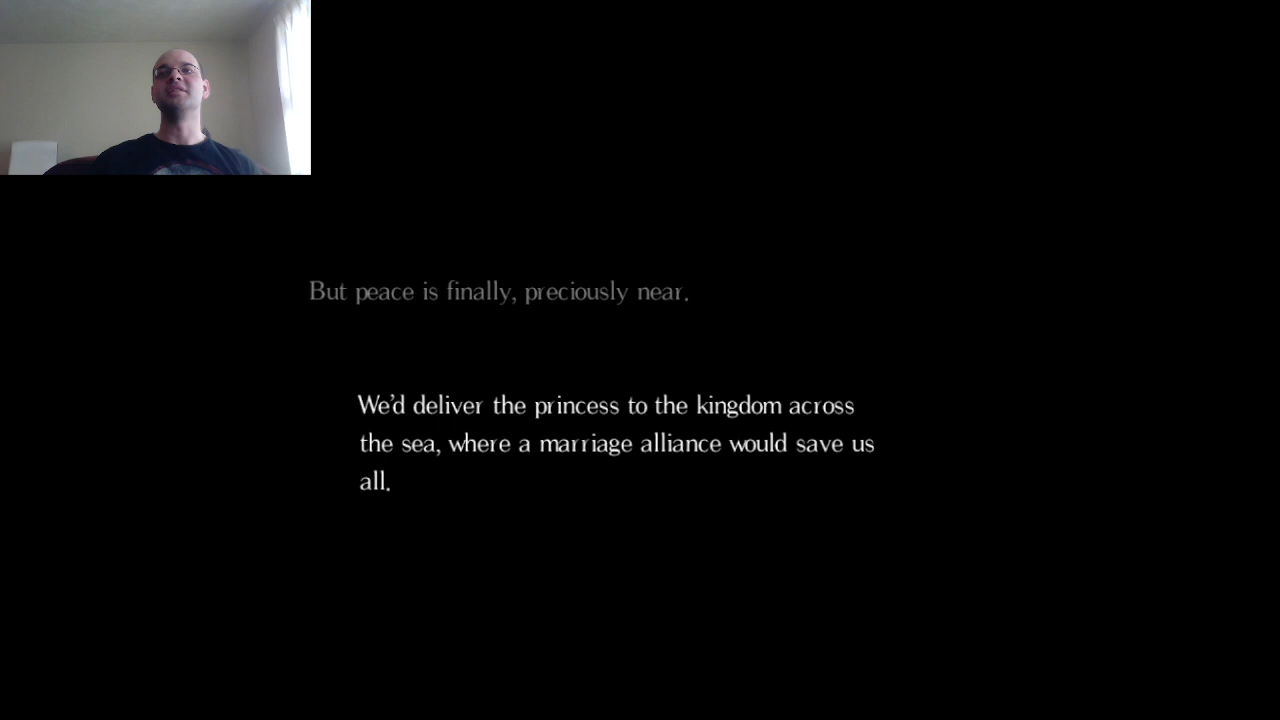 But peace is finally, preciously near.
We'd deliver the princess to the kingdom across
the sea, where a marriage alliance would save us
all.